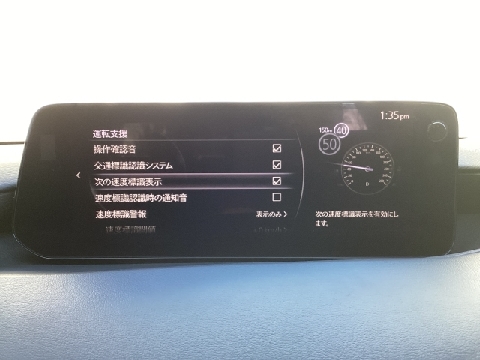 1:35pm
運転支援
操作確認音
交通標識認識システム
次の速度標識表示
速度標識認識時の通知音
速度標識警報 表示のみ
150m 40
50
次の速度標識表示を有効にし
ます。